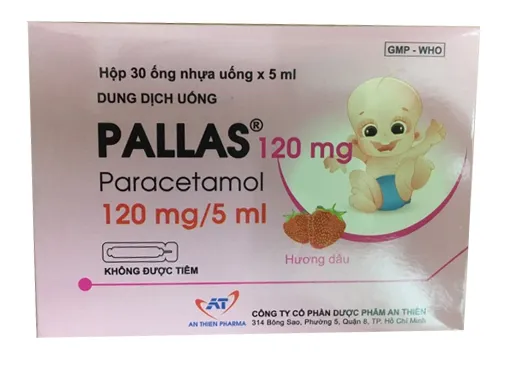 GMP - WHO
Hộp 30 ống nhựa uống x 5 ml
DUNG DỊCH UỐNG
PALLAS® 120 mg
Paracetamol
120 mg/5 ml
Hương dâu
KHÔNG ĐƯỢC TIÊM
AT
AN THIEN PHARMA
CÔNG TY CỔ PHẦN DƯỢC PHẨM AN THIÊN
314 Bông Sao, Phường 5, Quận 8, TP. Hồ Chí Minh